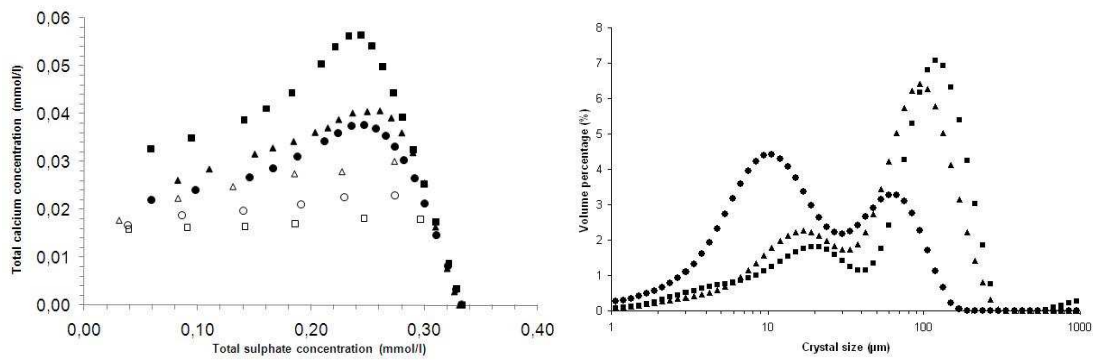 0,06
0,05
0,04
0,03
0,02
0,01
0,00
Total calcium concentration (mmol/l)
0,00 0,10 0,20 0,30 0,40
Total sulphate concentration (mmol/l)
8
7
6
5
4
3
2
1
0
Volume percentage (%)
1 10 100 1000
Crystal size (µm)